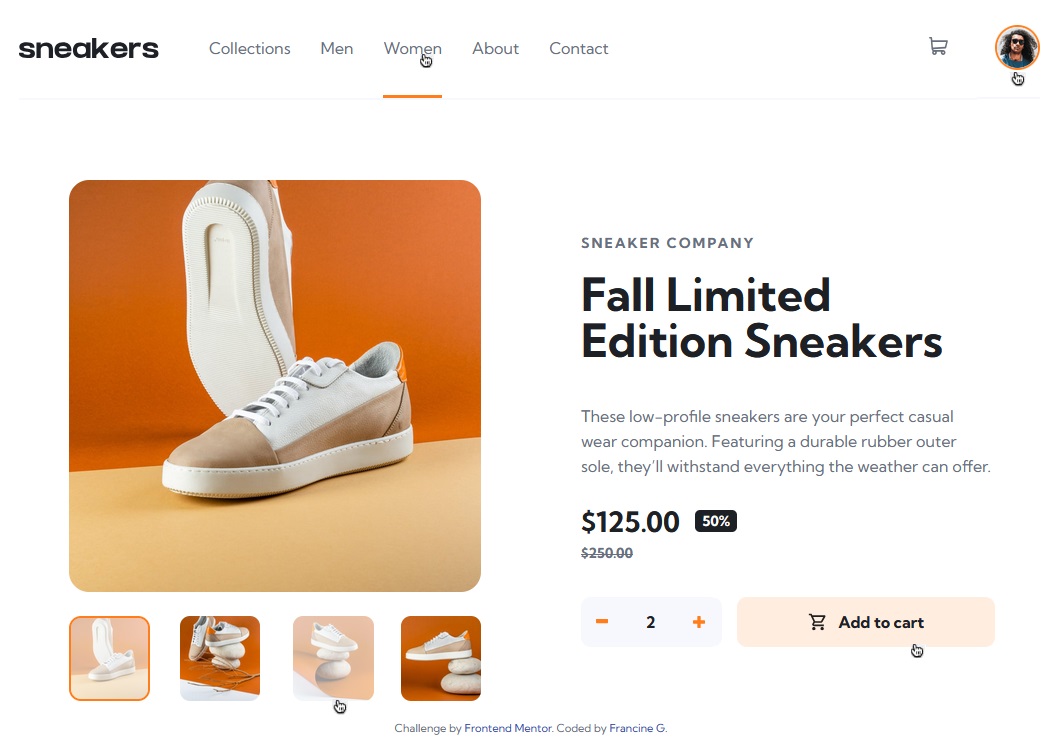 sneakers Collections Men Women About Contact
SNEAKER COMPANY
Fall Limited
Edition Sneakers
These low-profile sneakers are your perfect casual
wear companion. Featuring a durable rubber outer
sole, they'll withstand everything the weather can offer.
$125.00 50%
$250.00
2 Add to cart
Challenge by Frontend Mentor. Coded by Francine G.